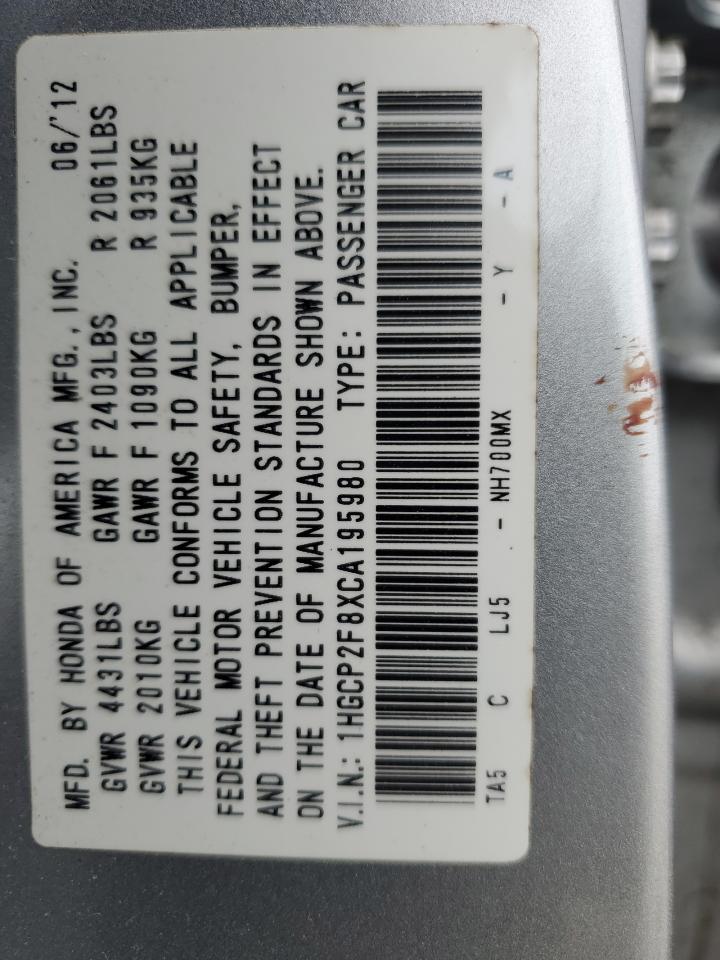 MFD. BY HONDA OF AMERICA MFG., INC. 06/'12
GVWR 4431LBS GAWR F 2403LBS R 2061LBS
GVWR 2010KG GAWR F 1090KG R 935KG
THIS VEHICLE CONFORMS TO ALL APPLICABLE
FEDERAL MOTOR VEHICLE SAFETY, BUMPER,
AND THEFT PREVENTION STANDARDS IN EFFECT
ON THE DATE OF MANUFACTURE SHOWN ABOVE.
V.I.N.: 1HGCP2F8XCA195980 TYPE: PASSENGER CAR
TA5 C LJ5 - NH700MX - Y - A